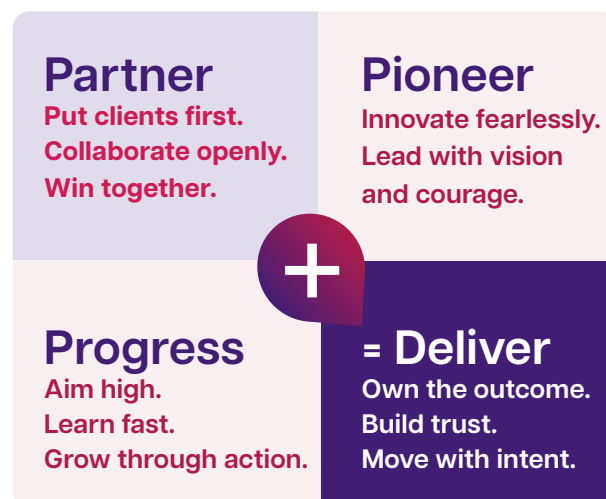 Partner
Put clients first.
Collaborate openly.
Win together.
Pioneer
Innovate fearlessly.
Lead with vision
and courage.
+
Progress
Aim high.
Learn fast.
Grow through action.
= Deliver
Own the outcome.
Build trust.
Move with intent.